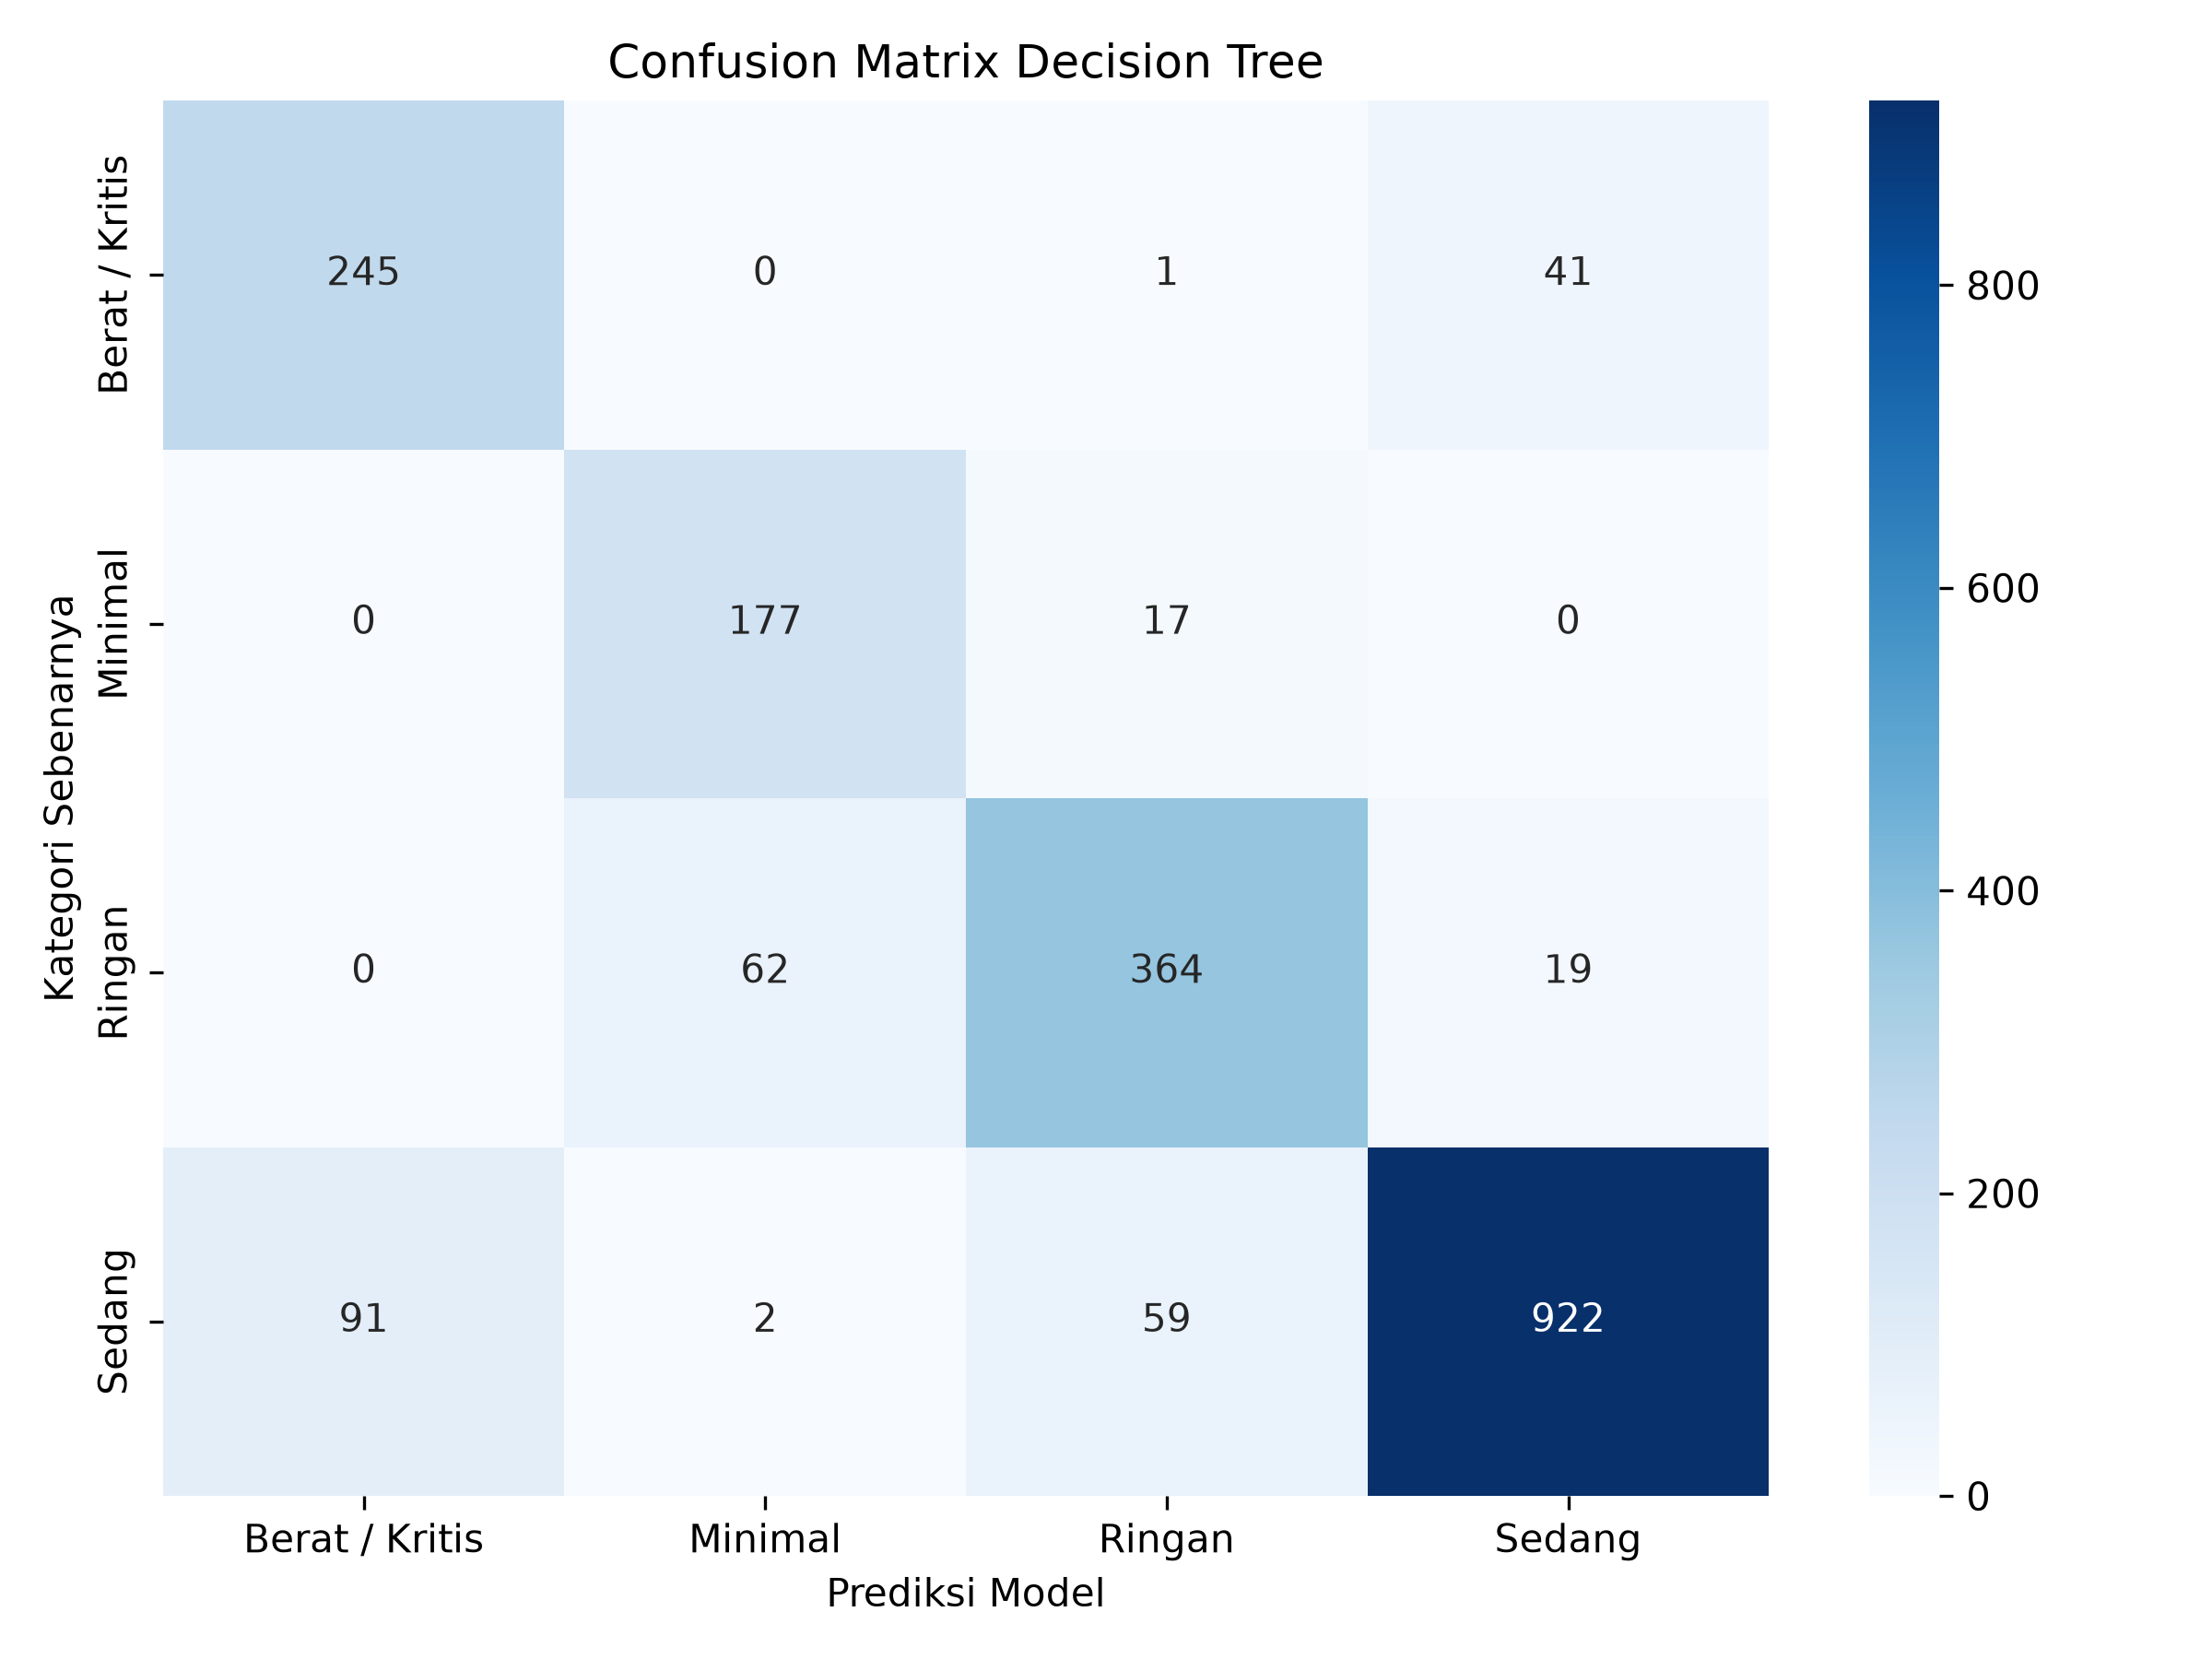 Confusion Matrix Decision Tree
Kategori Sebenarnya
Berat / Kritis
245 0 1 41
Minimal
0 177 17 0
Ringan
0 62 364 19
Sedang
91 2 59 922
Berat / Kritis Minimal Ringan Sedang
Prediksi Model
800
600
400
200
0